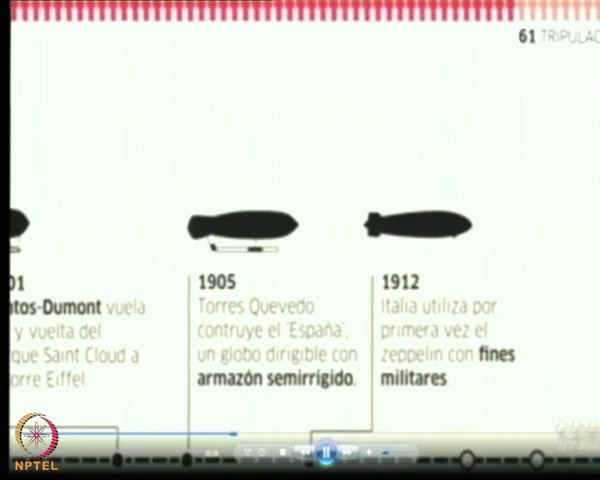 61 TRIPULAC
01
ntos-Dumont vuela
y vuelta del
que Saint Cloud a
orre Eiffel
1905
Torres Quevedo
contruye el 'España',
un globo dirigible con
armazón semirrígido.
1912
Italia utiliza por
primera vez el
zeppelin con fines
militares
NPTEL